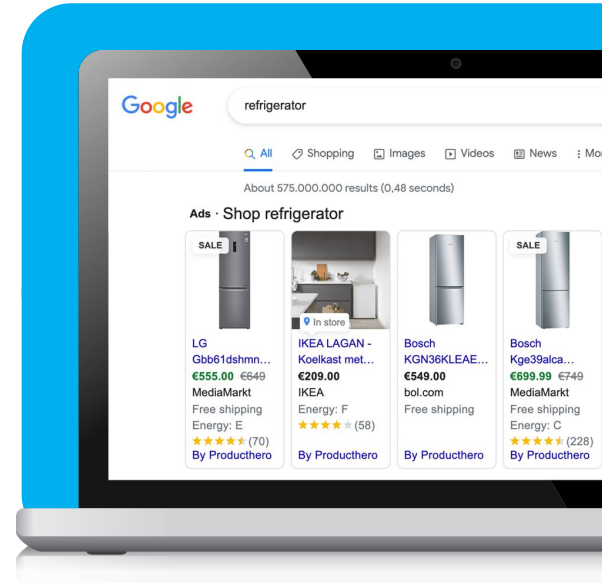 Google
refrigerator
All Shopping Images Videos News
About 575.000.000 results (0,48 seconds)
Ads · Shop refrigerator
SALE
LG
Gbb61dshmn...
€555.00 €649
MediaMarkt
Free shipping
Energy: E
(70)
By Producthero
In store
IKEA LAGAN -
Koelkast met...
€209.00
IKEA
Energy: F
(58)
By Producthero
Bosch
KGN36KLEAE...
€549.00
bol.com
Free shipping
By Producthero
SALE
Bosch
Kge39alca...
€699.99 €749
MediaMarkt
Free shipping
Energy: C
(228)
By Producthero